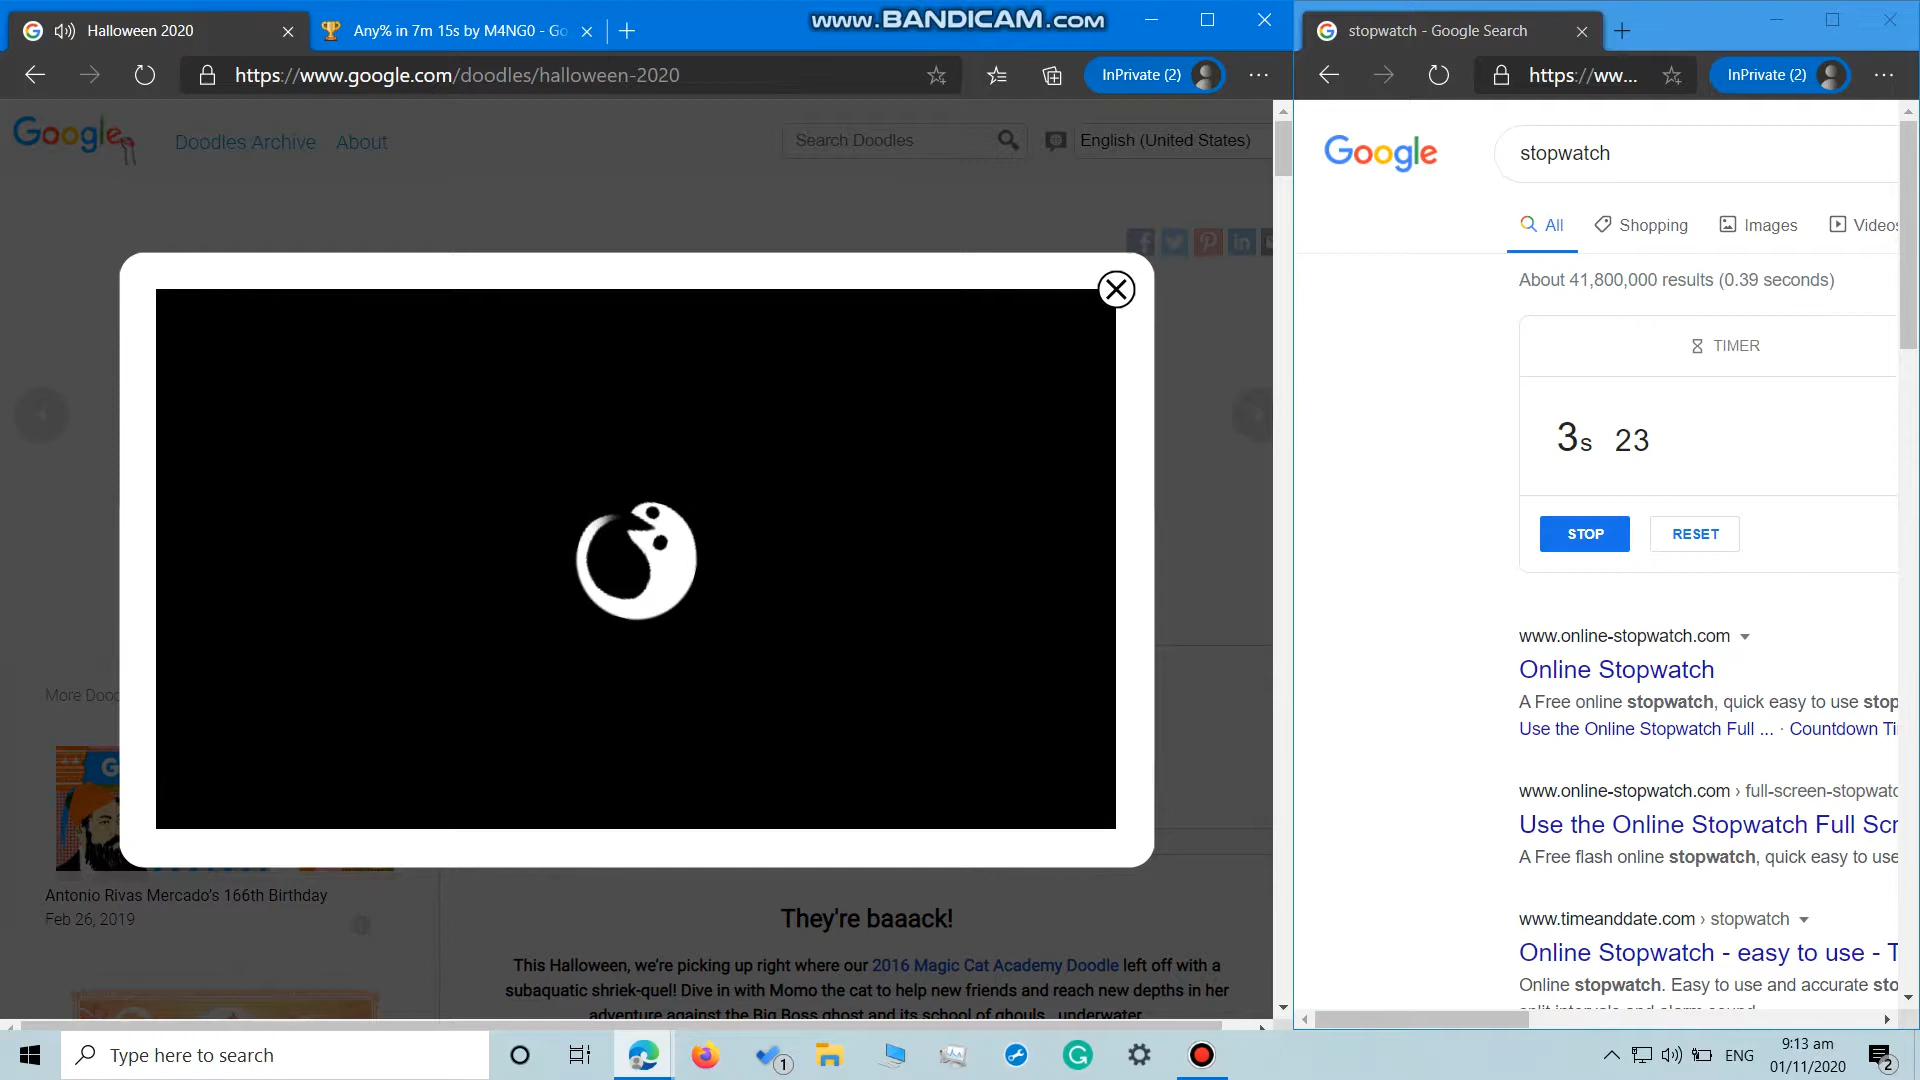 Halloween 2020
Any% in 7m 15s by M4NG0 - Go
www.BANDICAM.com
https://www.google.com/doodles/halloween-2020
InPrivate (2)
Google
Doodles Archive
About
Search Doodles
English (United States)
More Dood
Antonio Rivas Mercado's 166th Birthday
Feb 26, 2019
They're baaack!
This Halloween, we're picking up right where our 2016 Magic Cat Academy Doodle left off with a
subaquatic shriek-quel! Dive in with Momo the cat to help new friends and reach new depths in her
adventure against the Big Boss ghost and its school of ghouls...underwater
stopwatch - Google Search
https://ww...
InPrivate (2)
Google
stopwatch
All
Shopping
Images
Videos
About 41,800,000 results (0.39 seconds)
TIMER
3s 23
STOP
RESET
www.online-stopwatch.com
Online Stopwatch
A Free online stopwatch, quick easy to use stop
Use the Online Stopwatch Full ... · Countdown Ti
www.online-stopwatch.com › full-screen-stopwatc
Use the Online Stopwatch Full Scr
A Free flash online stopwatch, quick easy to use
www.timeanddate.com › stopwatch
Online Stopwatch - easy to use - T
Online stopwatch. Easy to use and accurate sto
Type here to search
1
ENG
9:13 am
01/11/2020
2